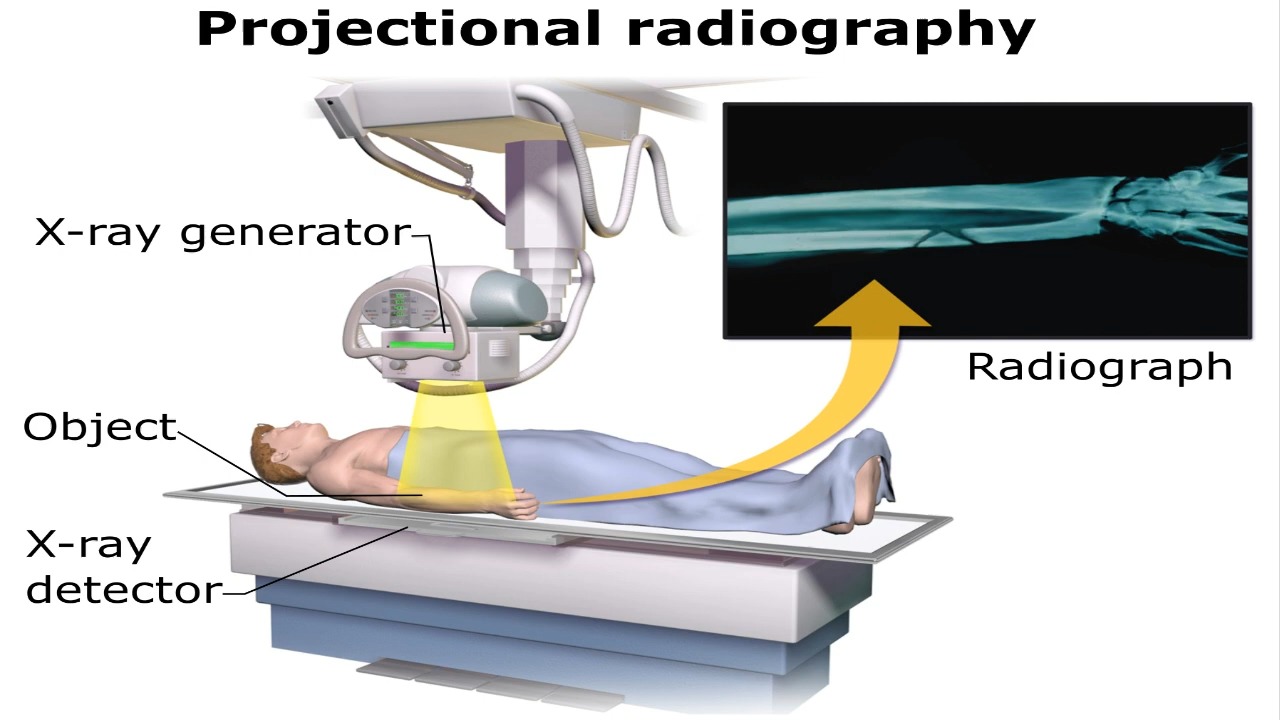 Projectional radiography
X-ray generator
Radiograph
Object
X-ray
detector